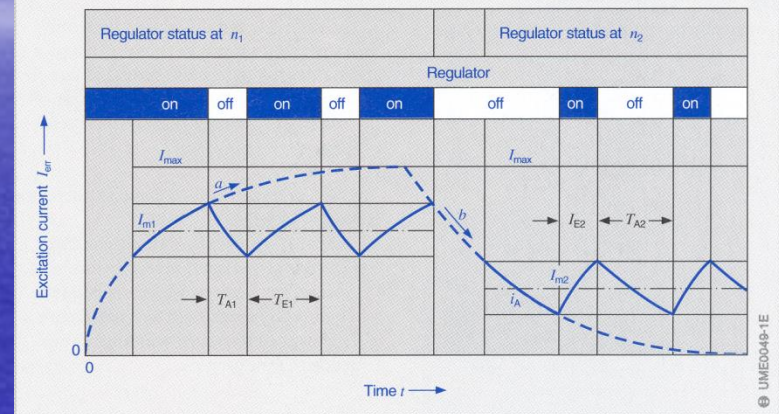 Regulator status at n1
Regulator status at n2
Regulator
on off on off on off on off on
Imax
Imax
a
Im1
b
IE2 TA2
Im2
iA
TA1 TE1
Excitation current Ierr
0
0
Time t
UME0049-1E